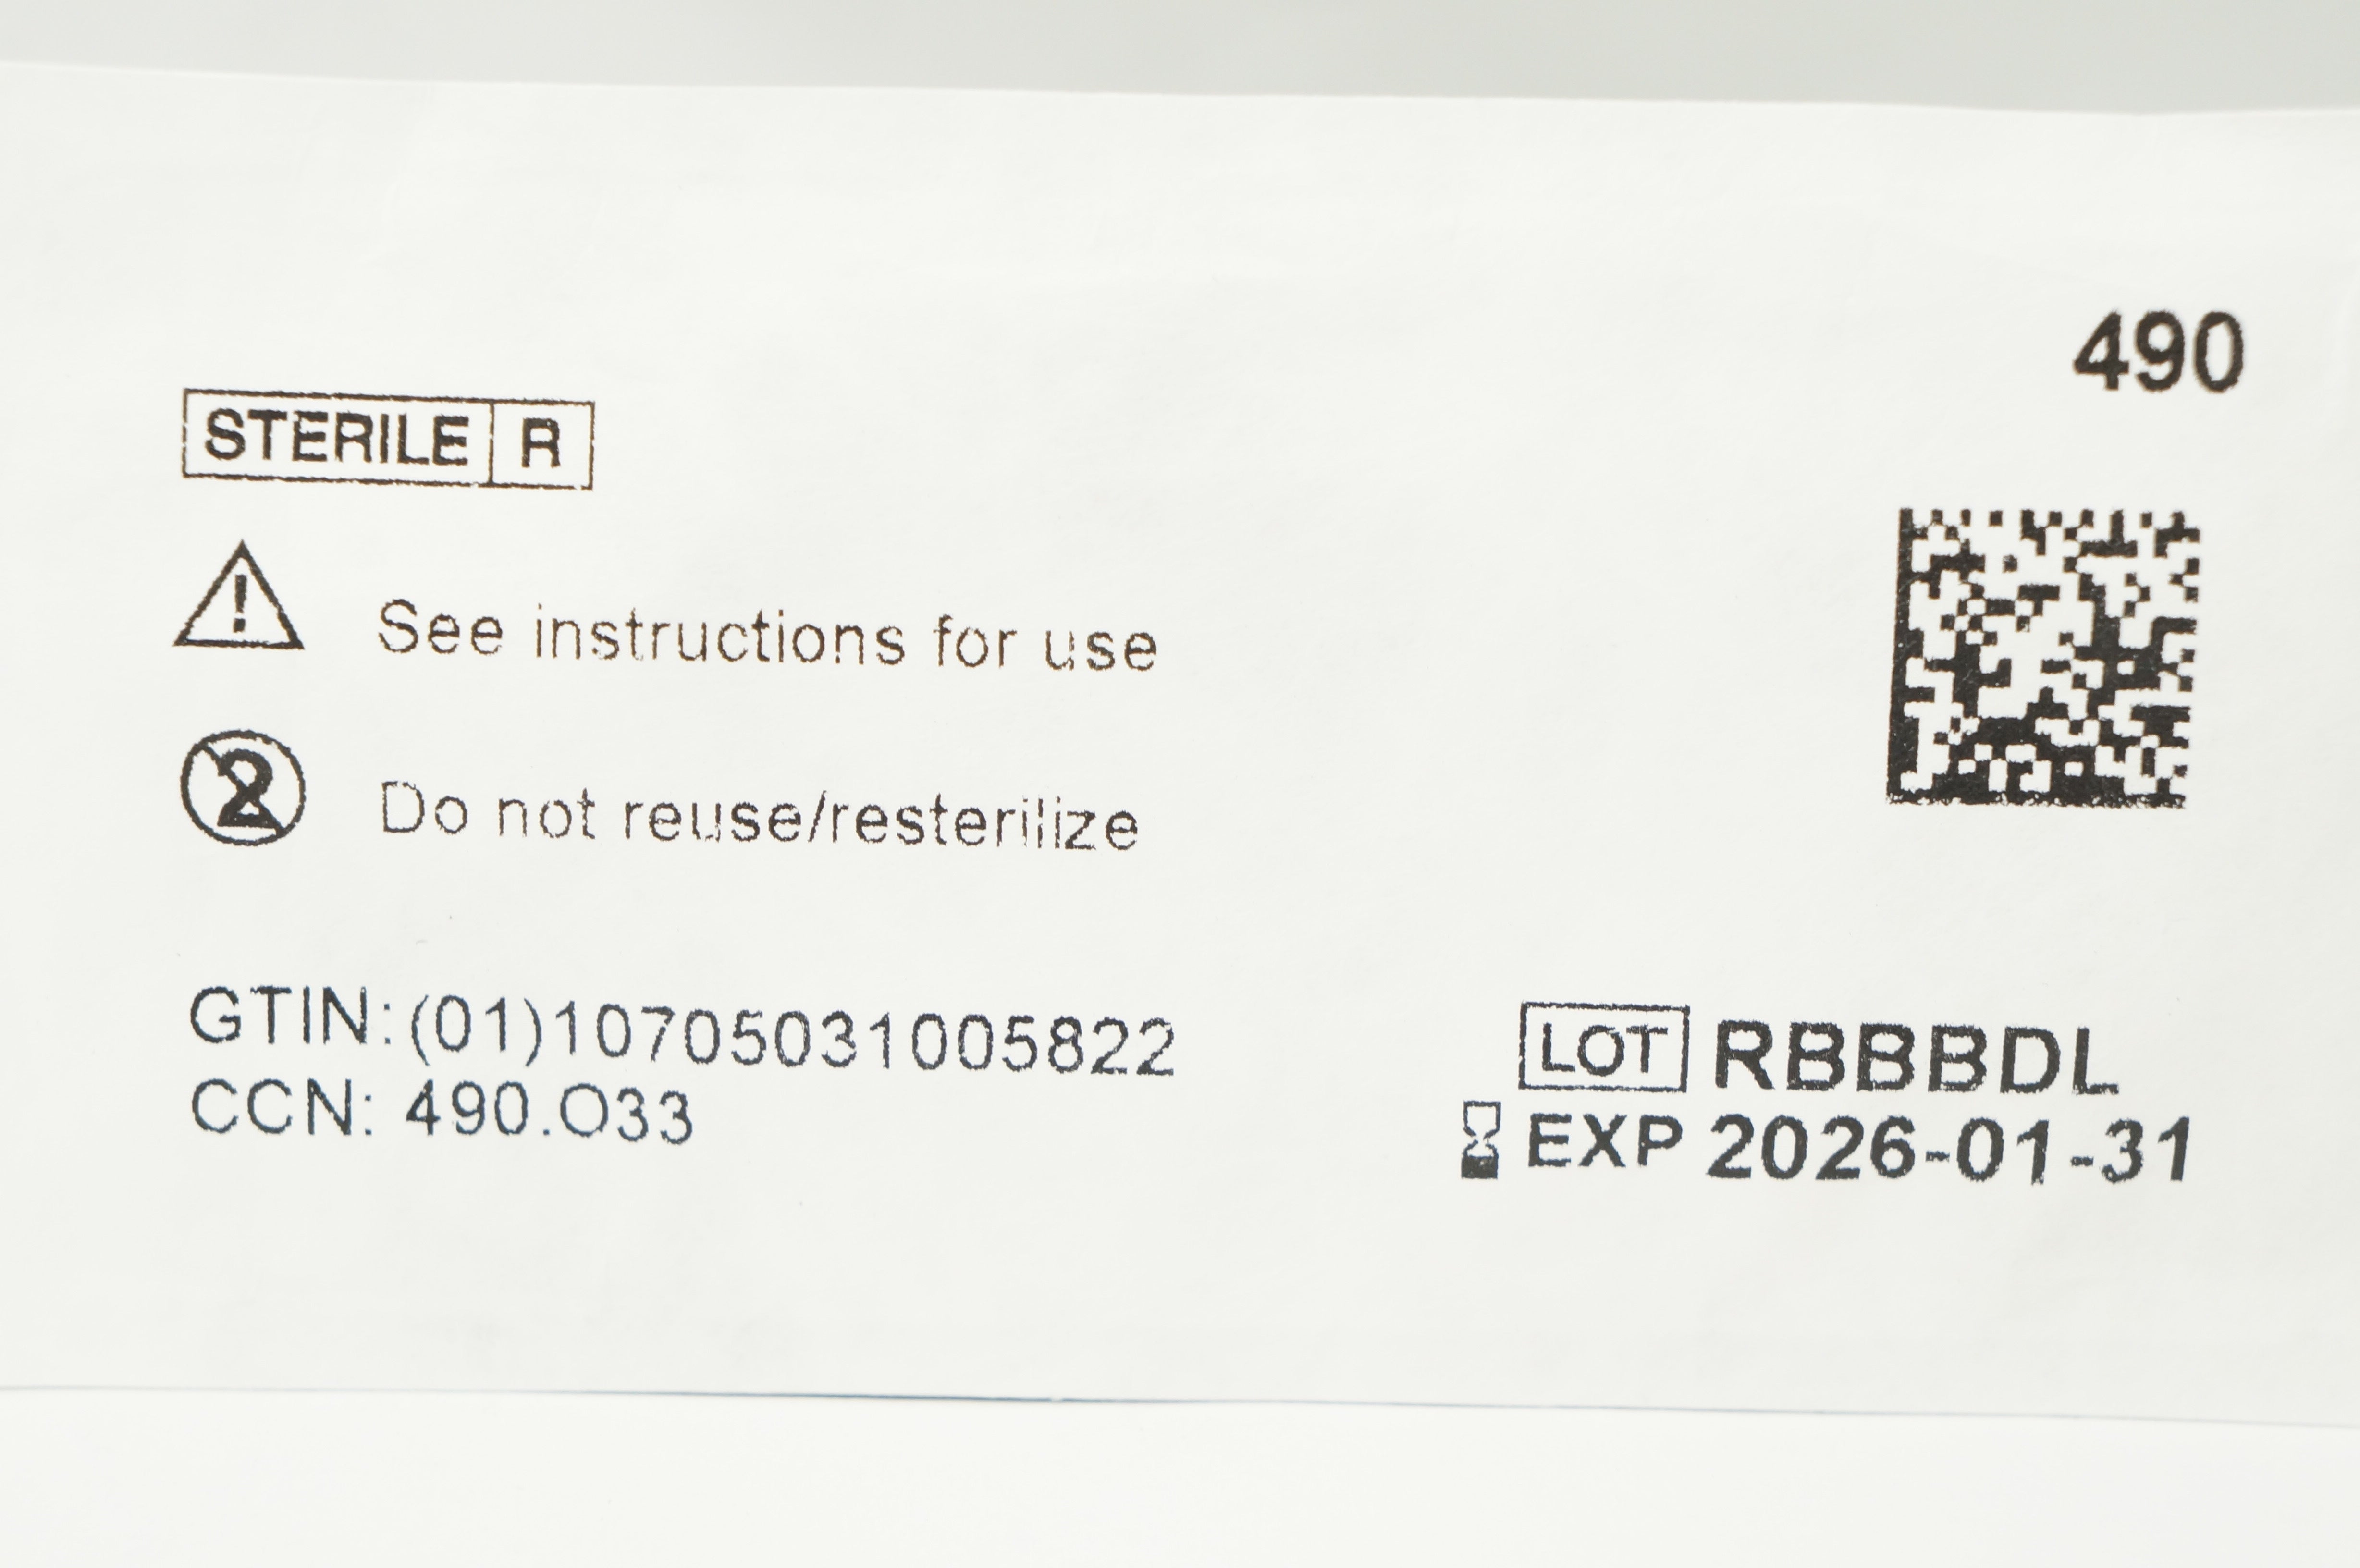 490
STERILE R
See instructions for use
Do not reuse/resterilize
GTIN: (01)10705031005822
CCN: 490.O33
LOT RBBBDL
EXP 2026-01-31